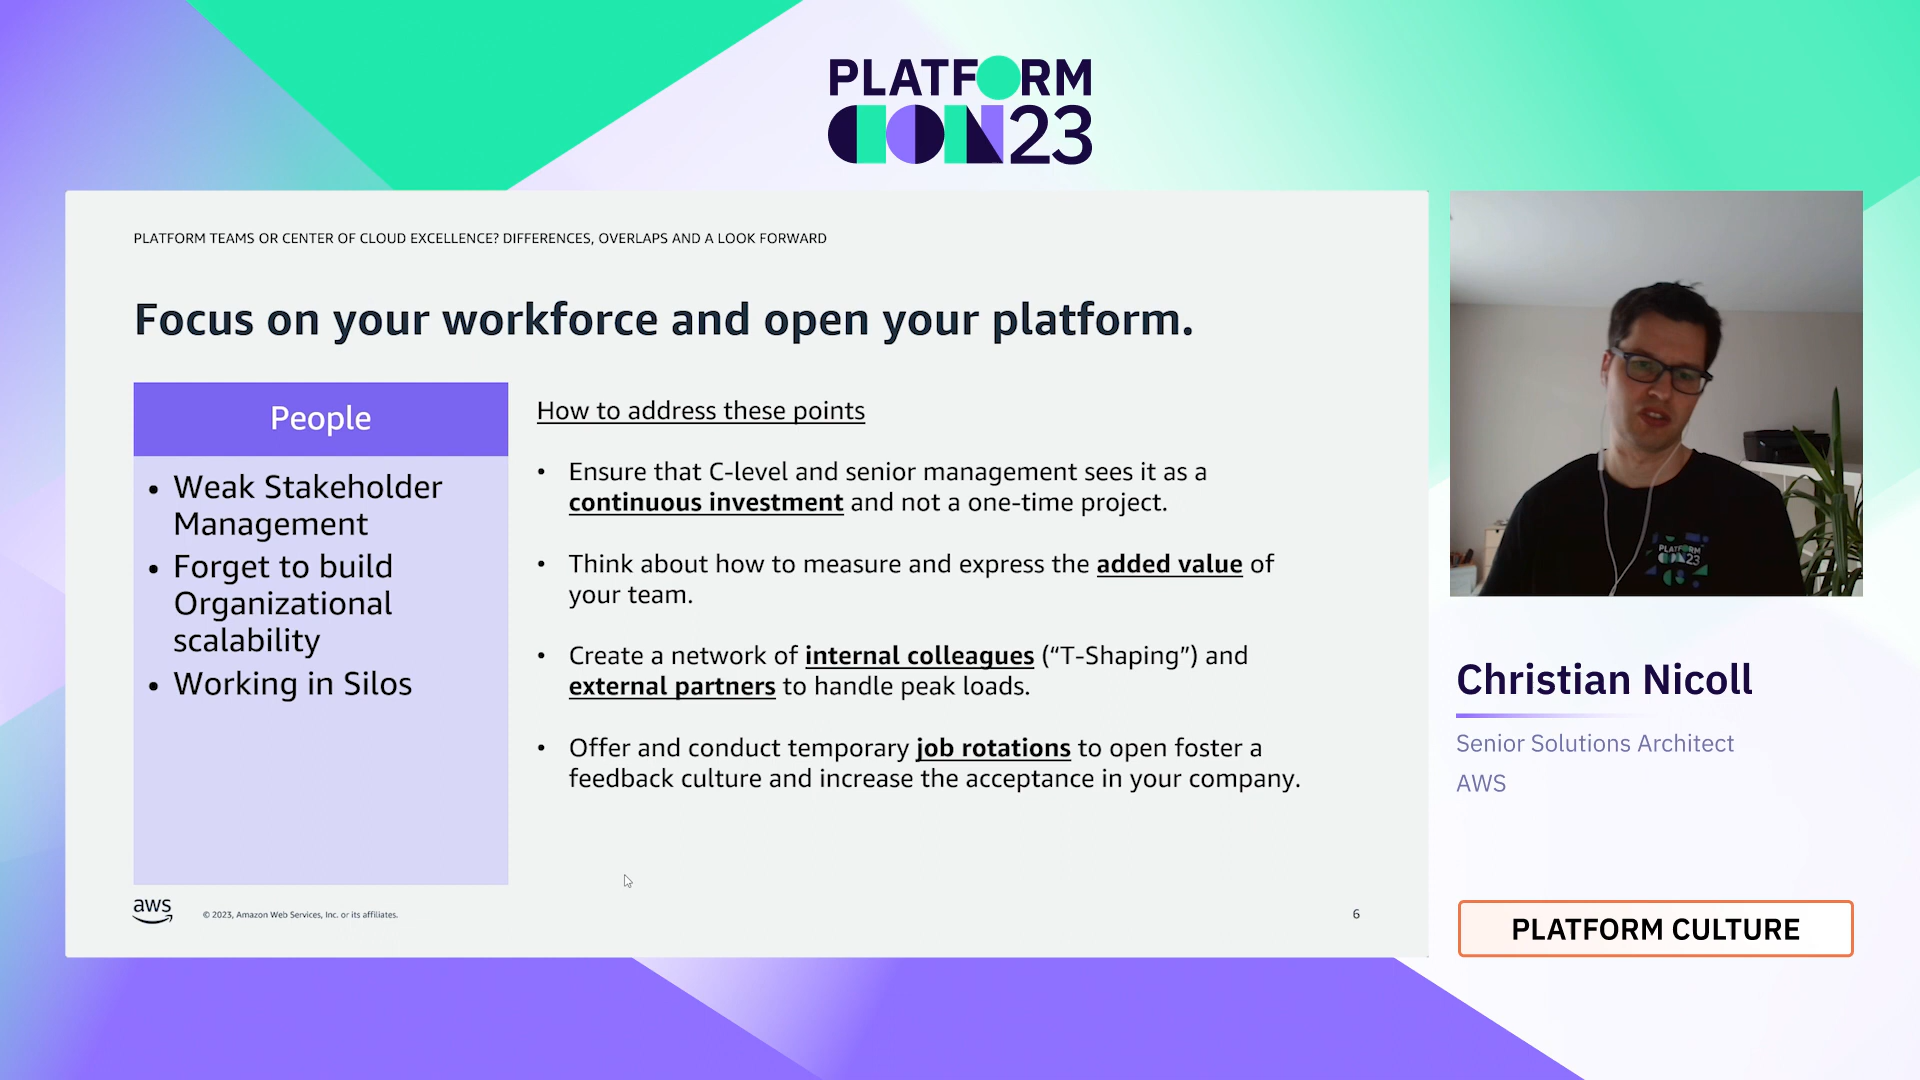 PLATFORM
CON23
PLATFORM TEAMS OR CENTER OF CLOUD EXCELLENCE? DIFFERENCES, OVERLAPS AND A LOOK FORWARD
Focus on your workforce and open your platform.
People
• Weak Stakeholder
Management
• Forget to build
Organizational
scalability
• Working in Silos
How to address these points
• Ensure that C-level and senior management sees it as a
continuous investment and not a one-time project.
• Think about how to measure and express the added value of
your team.
• Create a network of internal colleagues (“T-Shaping”) and
external partners to handle peak loads.
• Offer and conduct temporary job rotations to open foster a
feedback culture and increase the acceptance in your company.
aws
© 2023, Amazon Web Services, Inc. or its affiliates.
6
PLATFORM
CON23
Christian Nicoll
Senior Solutions Architect
AWS
PLATFORM CULTURE